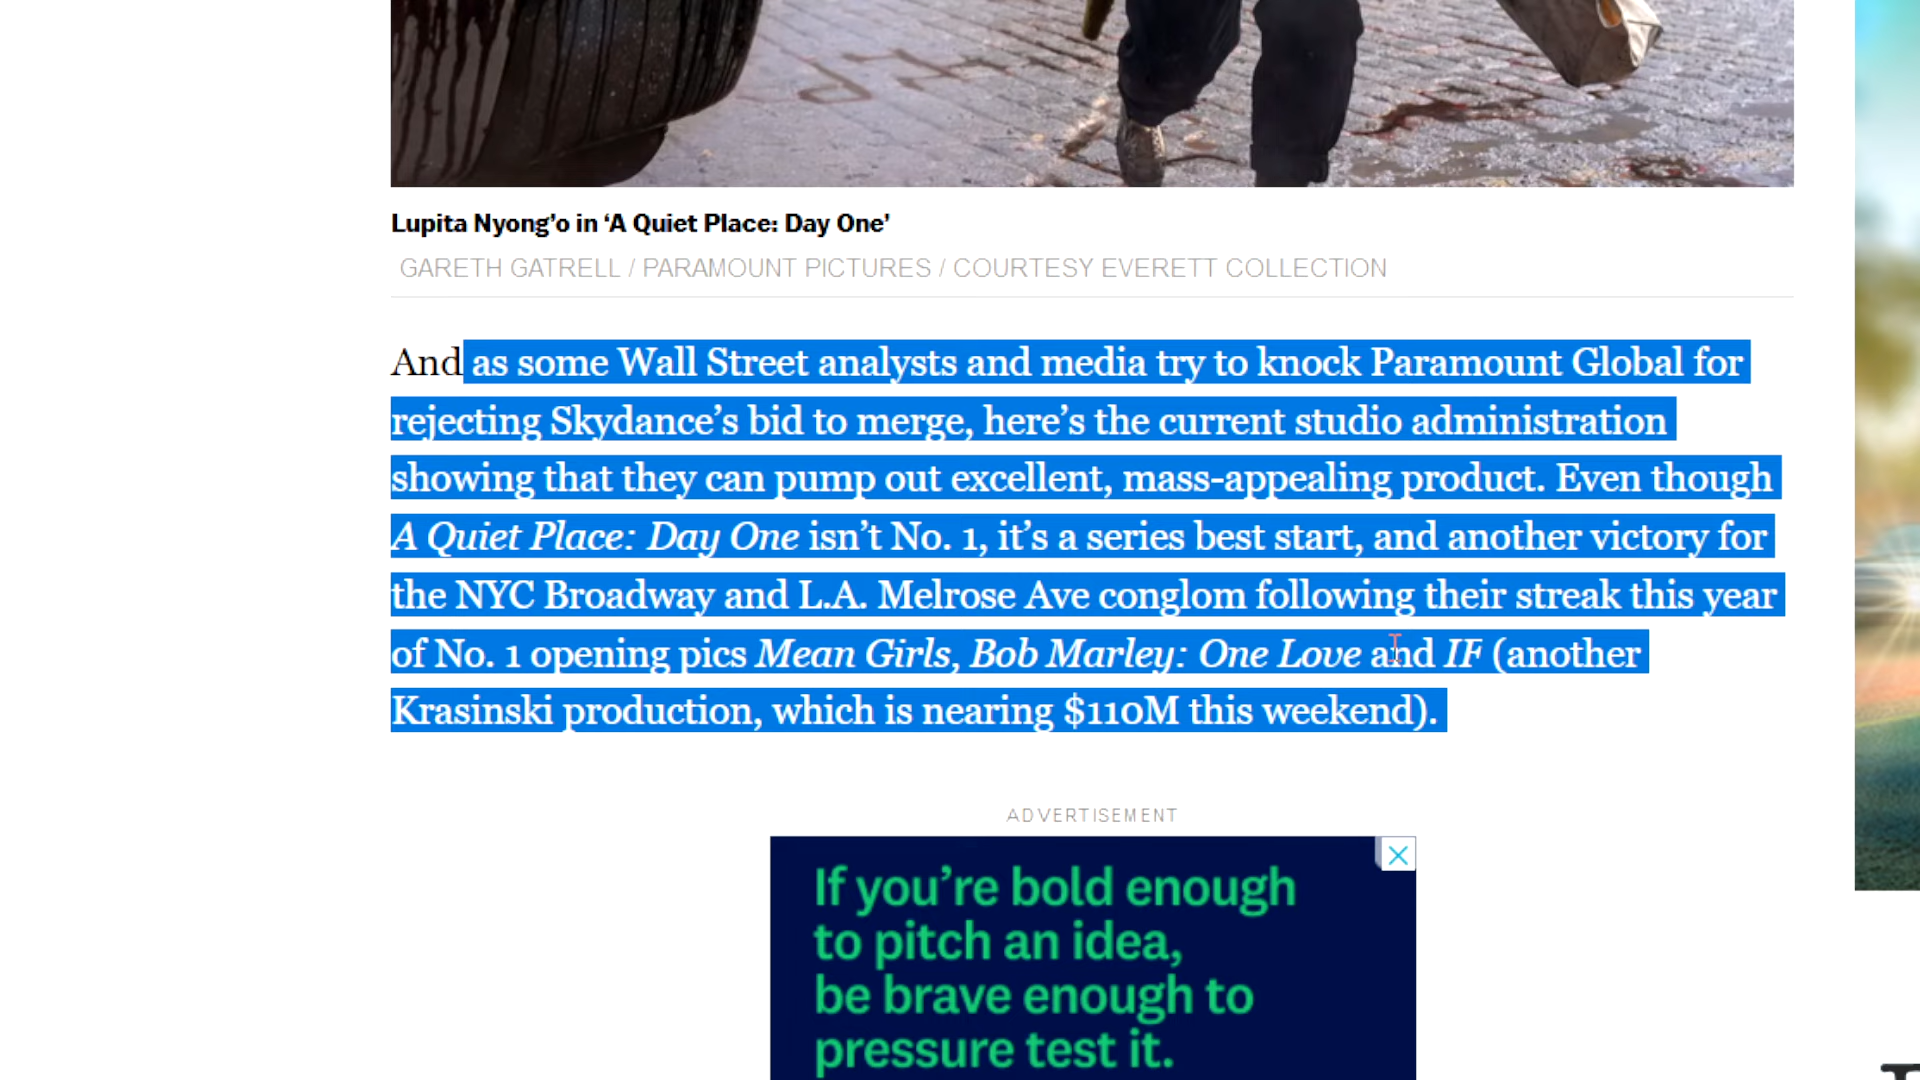 Lupita Nyong’o in ‘A Quiet Place: Day One’
GARETH GATRELL / PARAMOUNT PICTURES / COURTESY EVERETT COLLECTION
And as some Wall Street analysts and media try to knock Paramount Global for
rejecting Skydance’s bid to merge, here’s the current studio administration
showing that they can pump out excellent, mass-appealing product. Even though
A Quiet Place: Day One isn’t No. 1, it’s a series best start, and another victory for
the NYC Broadway and L.A. Melrose Ave conglom following their streak this year
of No. 1 opening pics Mean Girls, Bob Marley: One Love and IF (another
Krasinski production, which is nearing $110M this weekend).
ADVERTISEMENT
If you’re bold enough
to pitch an idea,
be brave enough to
pressure test it.